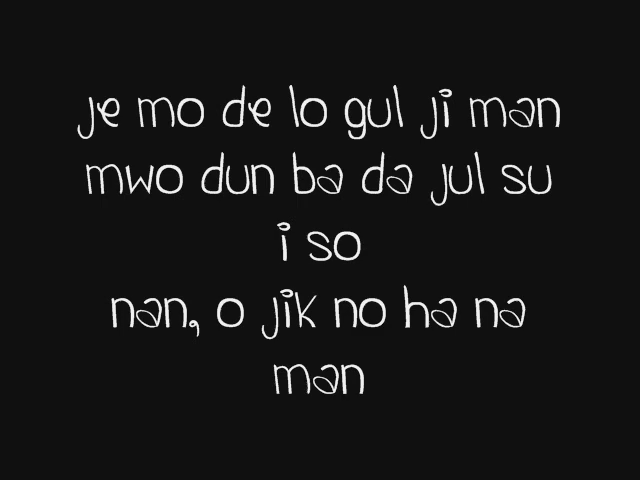 je mo de lo gul ji man
mwo dun ba da jul su
i so
nan, o jik no ha na
man